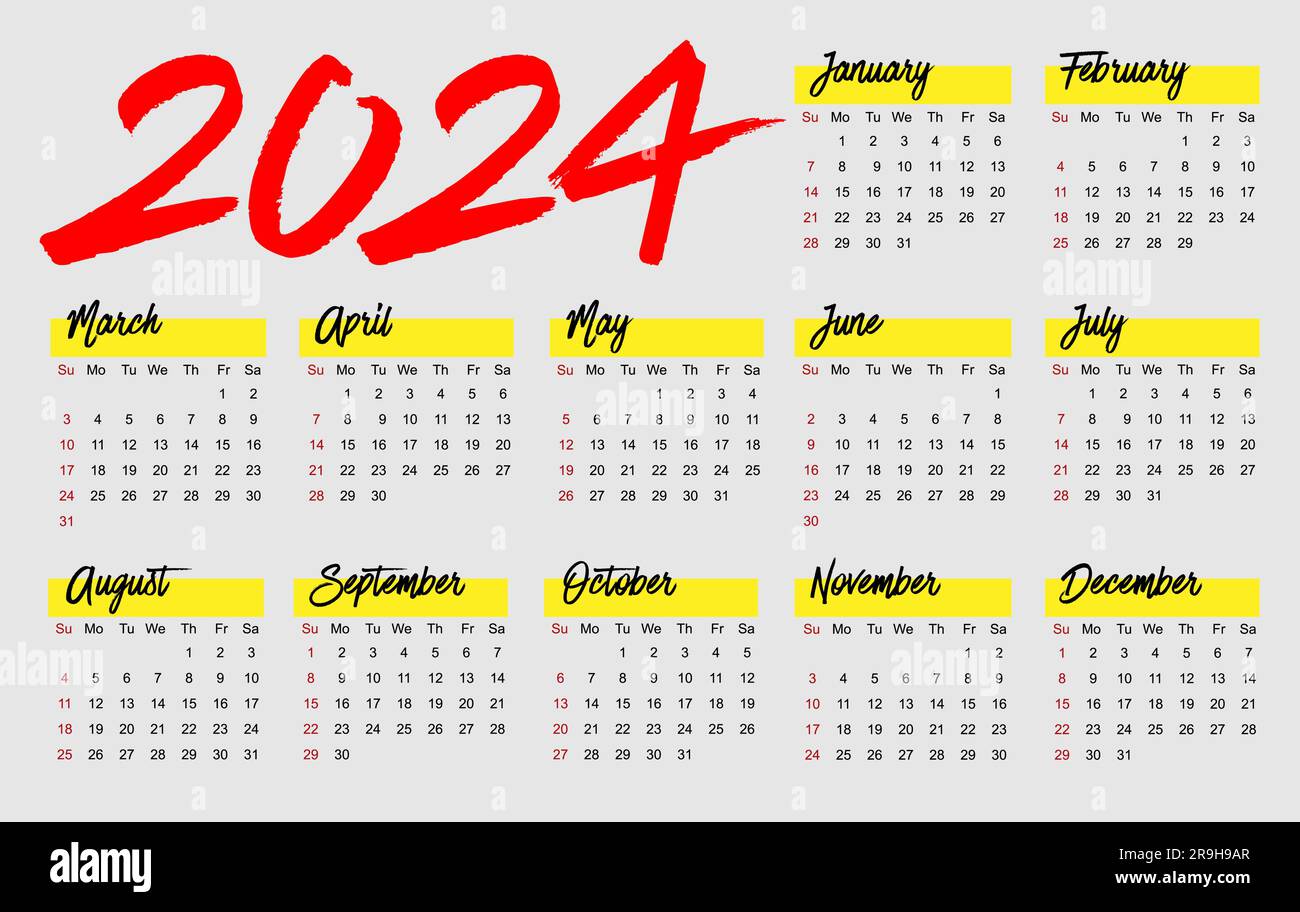 2024
January
Su Mo Tu We Th Fr Sa
1 2 3 4 5 6
7 8 9 10 11 12 13
14 15 16 17 18 19 20
21 22 23 24 25 26 27
28 29 30 31
February
Su Mo Tu We Th Fr Sa
1 2 3
4 5 6 7 8 9 10
11 12 13 14 15 16 17
18 19 20 21 22 23 24
25 26 27 28 29
March
Su Mo Tu We Th Fr Sa
1 2
3 4 5 6 7 8 9
10 11 12 13 14 15 16
17 18 19 20 21 22 23
24 25 26 27 28 29 30
31
April
Su Mo Tu We Th Fr Sa
1 2 3 4 5 6
7 8 9 10 11 12 13
14 15 16 17 18 19 20
21 22 23 24 25 26 27
28 29 30
May
Su Mo Tu We Th Fr Sa
1 2 3 4
5 6 7 8 9 10 11
12 13 14 15 16 17 18
19 20 21 22 23 24 25
26 27 28 29 30 31
June
Su Mo Tu We Th Fr Sa
1
2 3 4 5 6 7 8
9 10 11 12 13 14 15
16 17 18 19 20 21 22
23 24 25 26 27 28 29
30
July
Su Mo Tu We Th Fr Sa
1 2 3 4 5 6
7 8 9 10 11 12 13
14 15 16 17 18 19 20
21 22 23 24 25 26 27
28 29 30 31
August
Su Mo Tu We Th Fr Sa
1 2 3
4 5 6 7 8 9 10
11 12 13 14 15 16 17
18 19 20 21 22 23 24
25 26 27 28 29 30 31
September
Su Mo Tu We Th Fr Sa
1 2 3 4 5 6 7
8 9 10 11 12 13 14
15 16 17 18 19 20 21
22 23 24 25 26 27 28
29 30
October
Su Mo Tu We Th Fr Sa
1 2 3 4 5
6 7 8 9 10 11 12
13 14 15 16 17 18 19
20 21 22 23 24 25 26
27 28 29 30 31
November
Su Mo Tu We Th Fr Sa
1 2
3 4 5 6 7 8 9
10 11 12 13 14 15 16
17 18 19 20 21 22 23
24 25 26 27 28 29 30
December
Su Mo Tu We Th Fr Sa
1 2 3 4 5 6 7
8 9 10 11 12 13 14
15 16 17 18 19 20 21
22 23 24 25 26 27 28
29 30 31
alamy
Image ID: 2R9H9AR
www.alamy.com